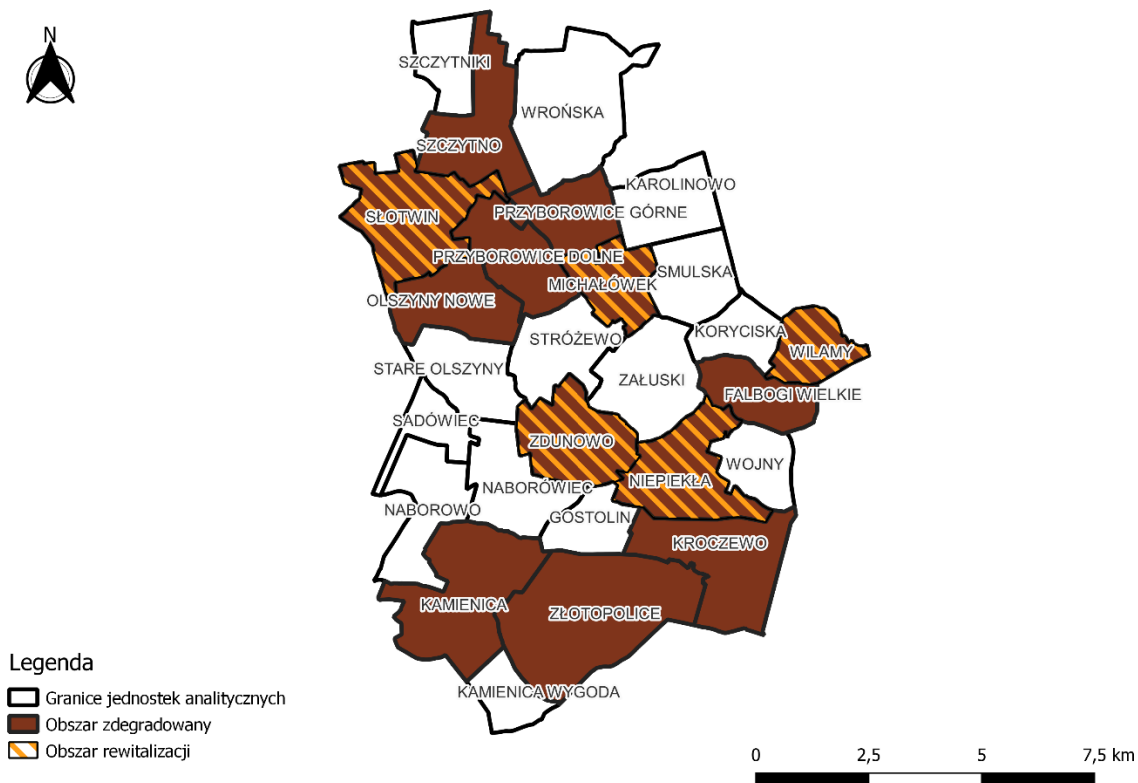 N
SZCZYTNIKI
WROŃSKA
SZCZYTNO
KAROLINOWO
SŁOTWIN
PRZYBOROWICE GÓRNE
PRZYBOROWICE DOLNE
SMULSKA
MICHAŁÓWEK
OLSZYNY NOWE
STRÓŻEWO
KORYCISKA
WILAMY
STARE OLSZYNY
ZAŁUSKI
FALBOGI WIELKIE
SADÓWIEC
ZDUNOWO
WOJNY
NIEPIEKŁA
NABORÓWIEC
NABOROWO
GOSTOLIN
KROCZEWO
KAMIENICA
ZŁOTOPOLICE
KAMIENICA WYGODA
Legenda
Granice jednostek analitycznych
Obszar zdegradowany
Obszar rewitalizacji
0 2,5 5 7,5 km